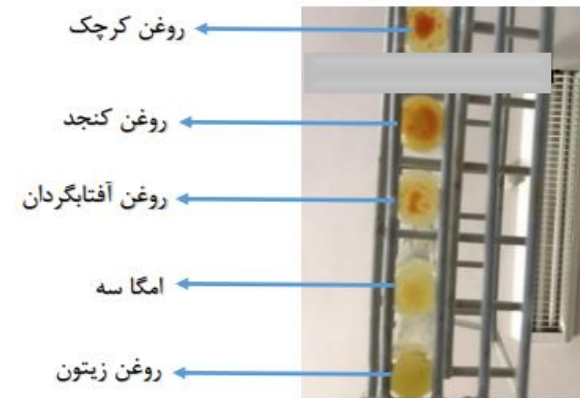 روغن کرچک
روغن کنجد
روغن آفتابگردان
امگا سه
روغن زیتون